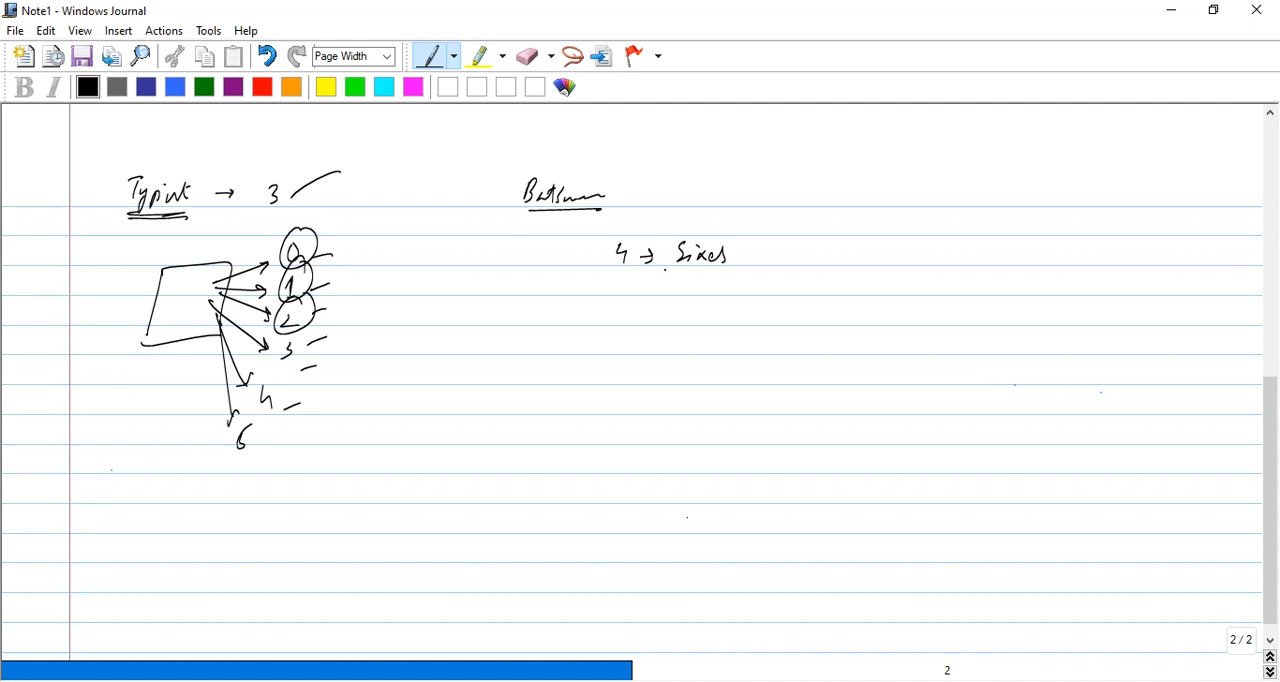 Note1 - Windows Journal
File Edit View Insert Actions Tools Help
Page Width
B I
Typist → 3
Batsman
4 → Sixes
0
1
2
3
4
6
2 / 2
2